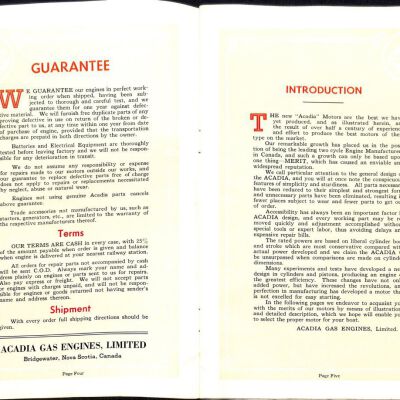 GUARANTEE
WE GUARANTEE our engines in perfect work-
ing order when shipped, having been sub-
jected to thorough and careful test, and we
guarantee them for one year against defec-
tive material. We will furnish free duplicate parts of any
proving defective in use on return of the broken or de-
fective part to us, at any time within one year from date
of purchase of engine, provided that the transportation
charges are prepaid in both directions by the owner.
Batteries and Electrical Equipment are thoroughly
tested before leaving factory and will not be respon-
sible for any deterioration in transit.
We do not assume any responsibility or expense
for repairs made to our motors outside our works, and
our guarantee to replace defective parts free of charge
does not apply to repairs or replacements necessitated
by neglect, abuse or natural wear.
Engines not using genuine Acadia parts cancels
above guarantee.
Trade accessories not manufactured by us, such as
starters, generators, etc., are limited to the warranty of
the respective manufacturers thereof.
Terms
OUR TERMS ARE CASH is every case, with 25%
of the amount payable when order is given and balance
when engine is delivered at your nearest railway station.
All orders for repair parts not accompanied by cash
will be sent C.O.D. Always mark your name and ad-
dress plainly on engines or parts sent to us for repairs.
Also pay express or freight. We will not accept parts
or engines with charges unpaid, and will not be respon-
sible for engines or goods returned not having sender's
name and address thereon.
Shipment
With every order full shipping directions should be
given.
ACADIA GAS ENGINES, LIMITED
Bridgewater, Nova Scotia, Canada
Page Four
INTRODUCTION
THE new "Acadia" Motors are the best we have
yet produced, and as illustrated herein, are
the result of over half a century of experience
and effort to produce the best motors of their
type on the market.
Our remarkable growth has placed us in the posi-
tion of being the leading two cycle Engine Manufacturers
in Canada, and such a growth can only be based upon
one thing—MERIT, which has caused an enviable and
widespread reputation.
We call particular attention to the general design of
the ACADIA, and you will at once note the conspicuous
features of simplicity and sturdiness. All parts necessary
have been reduced to their simplest and strongest form
and unnecessary parts have been eliminated, resulting in
fewer places subject to wear and fewer parts to get out
of order.
Accessibility has always been an important factor in
ACADIA design, and every working part may be re-
moved quickly and adjustment accomplished without
special tools or expert labor, thus avoiding delays and
expensive repair bills.
The rated powers are based on liberal cylinder bore
and stroke which are most conservative compared with
actual power developed and we claim the ACADIA is
unsurpassed when comparisons are made with cylinder
dimensions.
Many experiments and tests have developed a new
design in cylinders and pistons, producing an engine of
the greatest efficiency. These changes have not only
added power, but have increased the revolutions, and
perfection in manufacturing has developed a motor that
is not excelled for easy starting.
In the following pages we endeavor to acquaint you
with the merits of our motors by means of illustrations
and detailed description, which we hope will enable you
to select the proper motor for your boat.
ACADIA GAS ENGINES, Limited.
Page Five